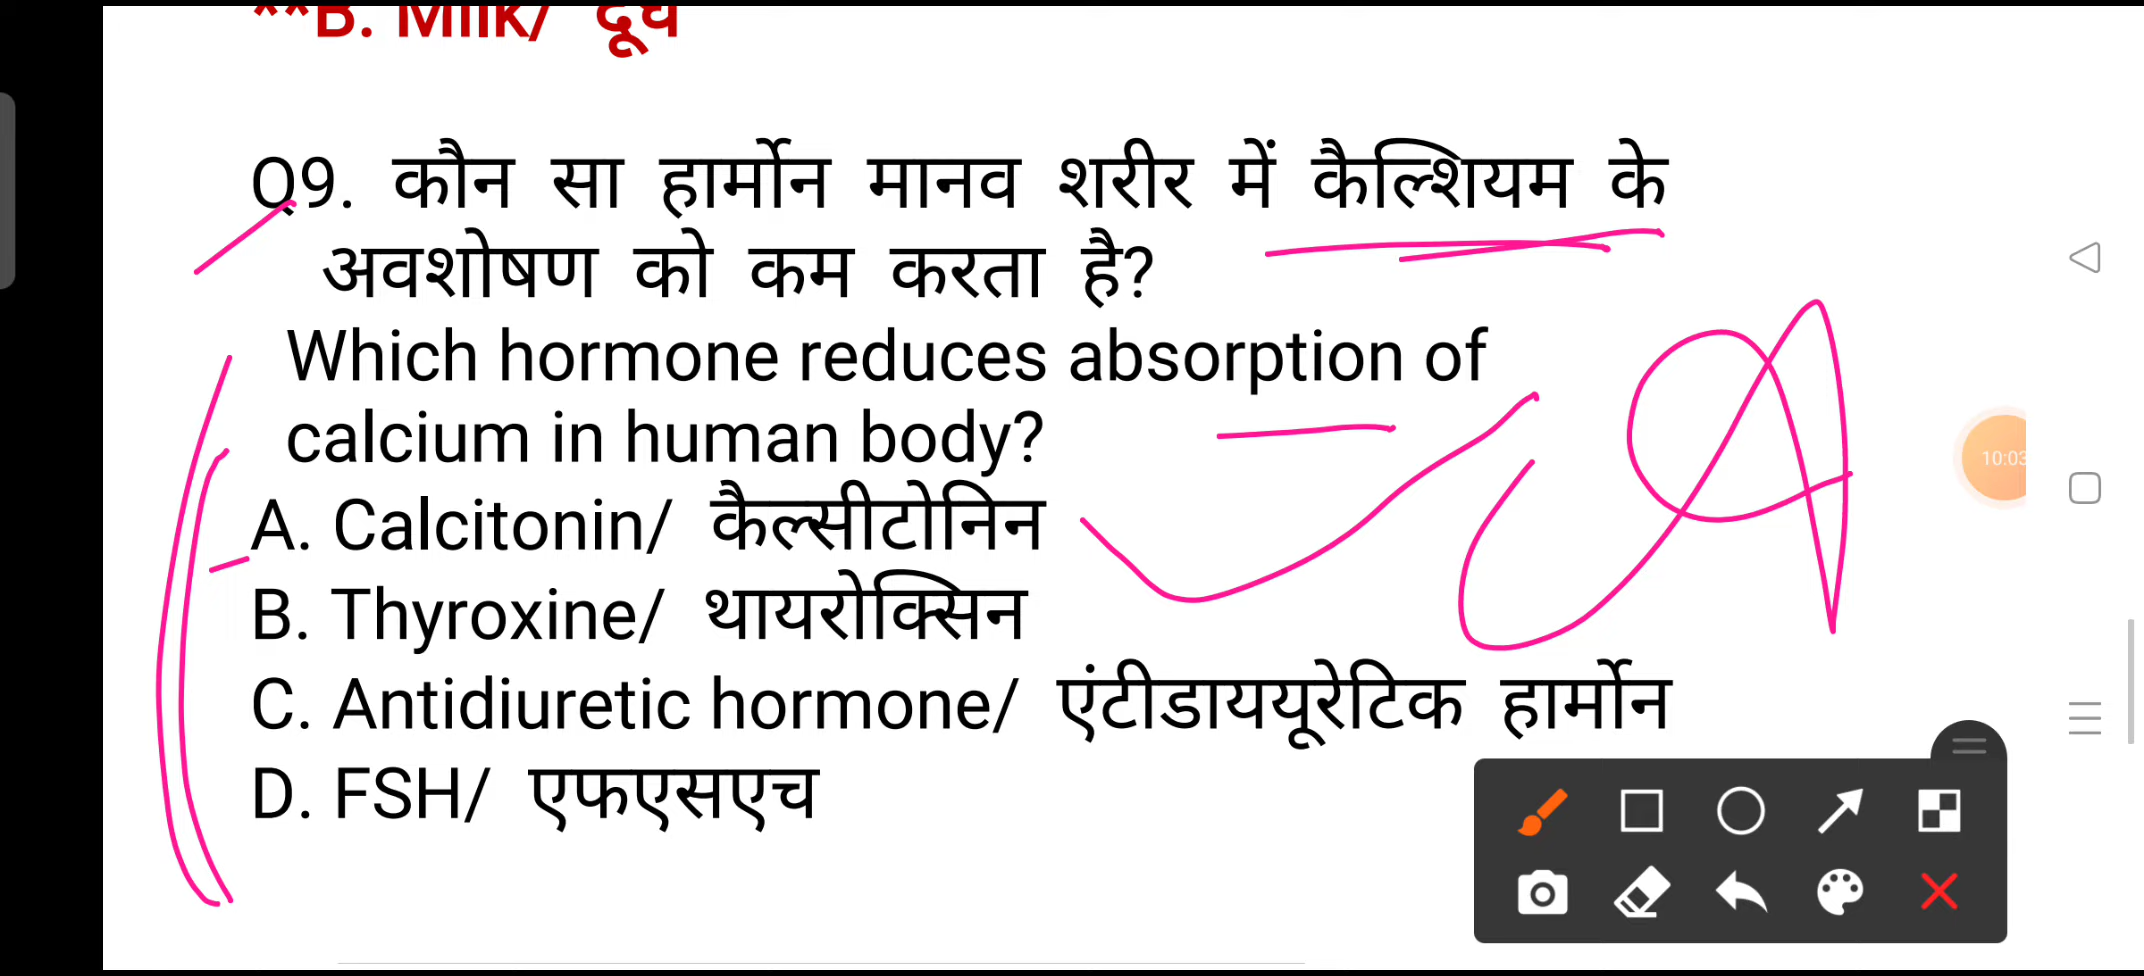 **B. Milk/ दूध
Q9. कौन सा हार्मोन मानव शरीर में कैल्शियम के
अवशोषण को कम करता है?
Which hormone reduces absorption of
calcium in human body?
A. Calcitonin/ कैल्सीटोनिन
B. Thyroxine/ थायरोक्सिन
C. Antidiuretic hormone/ एंटीडाययूरेटिक हार्मोन
D. FSH/ एफएसएच
A
10:03